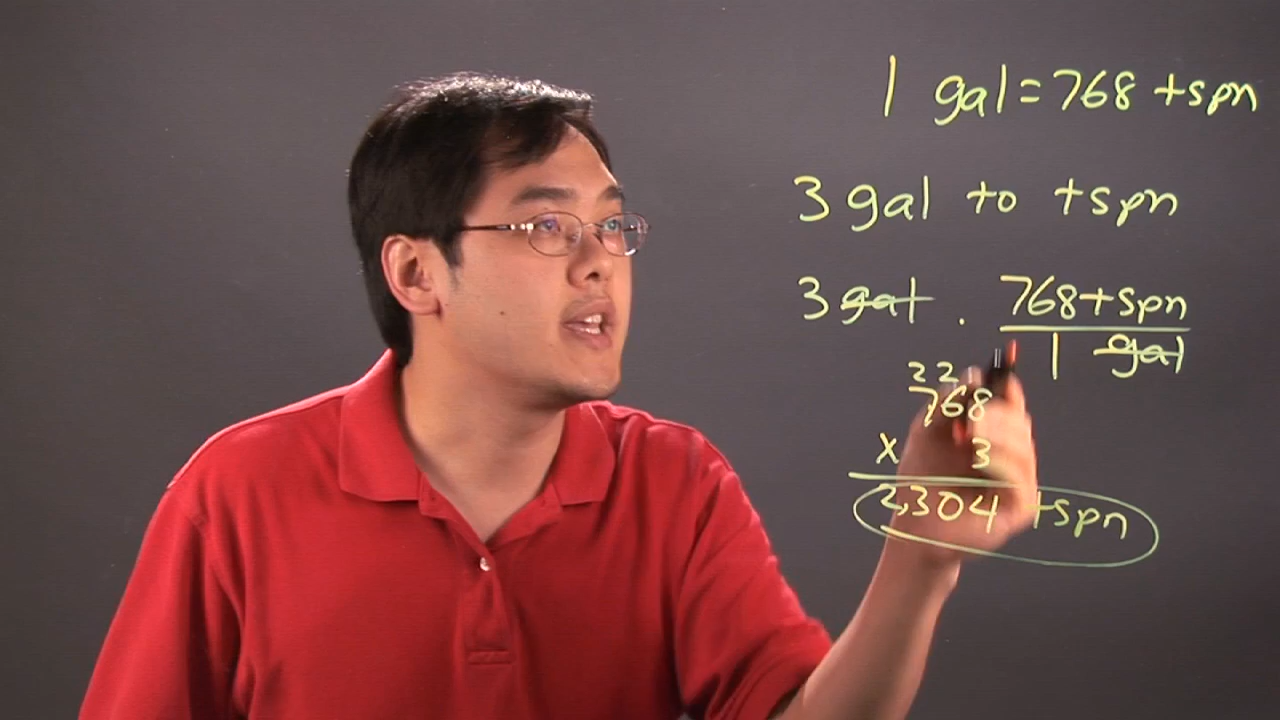 1 gal = 768 tspn
3 gal to tspn
3 gal . 768 tspn
1 gal
22
768
x 3
2,304 tspn